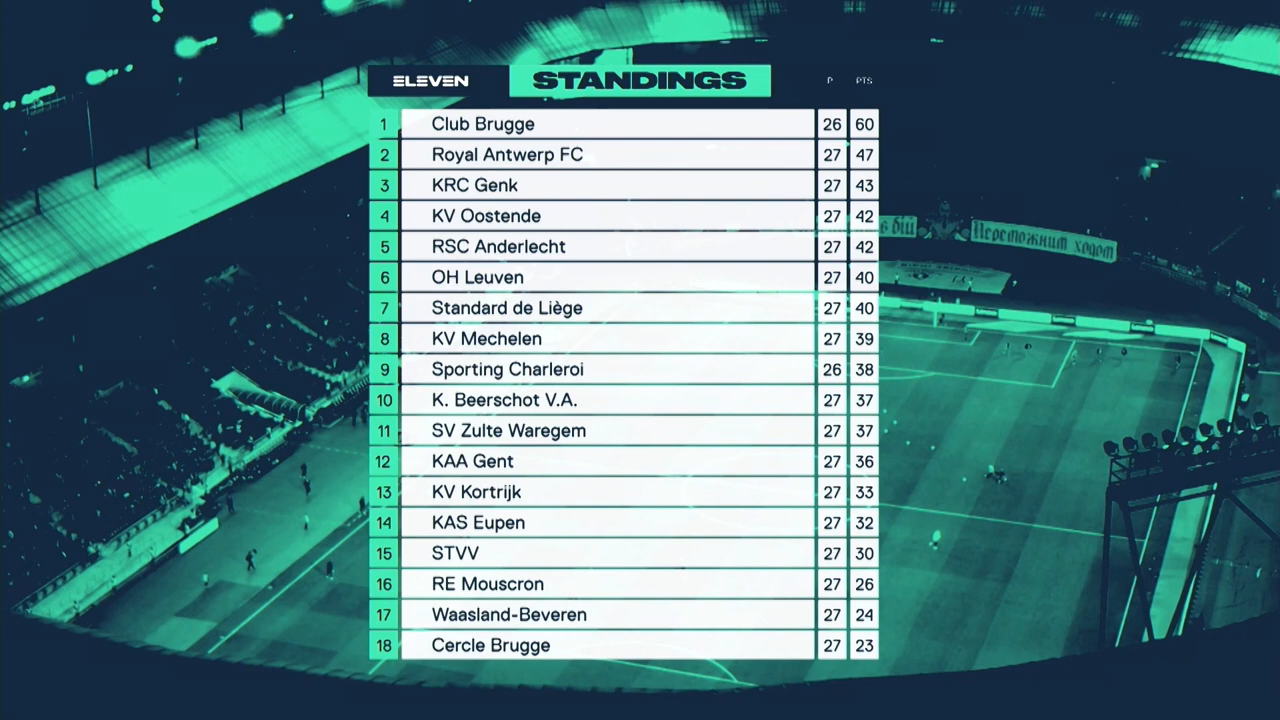 ELEVEN STANDINGS P PTS
1 Club Brugge 26 60
2 Royal Antwerp FC 27 47
3 KRC Genk 27 43
4 KV Oostende 27 42
5 RSC Anderlecht 27 42
6 OH Leuven 27 40
7 Standard de Liège 27 40
8 KV Mechelen 27 39
9 Sporting Charleroi 26 38
10 K. Beerschot V.A. 27 37
11 SV Zulte Waregem 27 37
12 KAA Gent 27 36
13 KV Kortrijk 27 33
14 KAS Eupen 27 32
15 STVV 27 30
16 RE Mouscron 27 26
17 Waasland-Beveren 27 24
18 Cercle Brugge 27 23
бій Переможним ходом